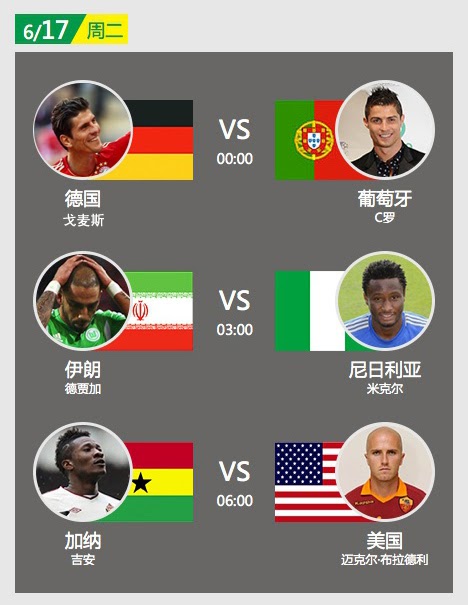 6/17 周二
VS
00:00
德国
戈麦斯
葡萄牙
C罗
VS
03:00
伊朗
德贾加
尼日利亚
米克尔
VS
06:00
加纳
吉安
美国
迈克尔·布拉德利